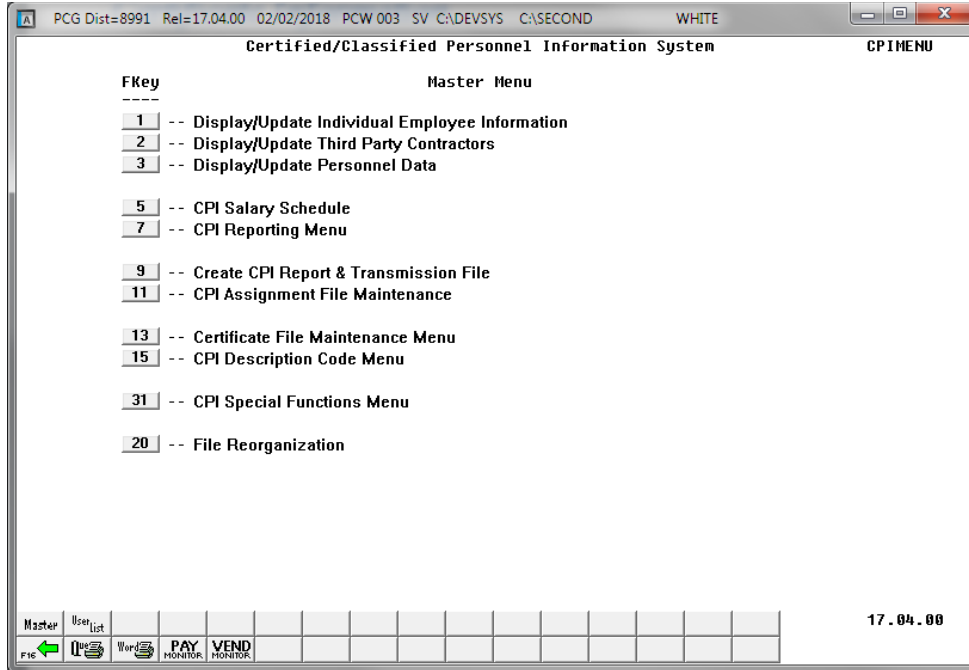 A PCG Dist=8991 Rel=17.04.00 02/02/2018 PCW 003 SV C:\DEVSYS C:\SECOND WHITE
Certified/Classified Personnel Information System CPIMENU
FKey Master Menu
----
1 -- Display/Update Individual Employee Information
2 -- Display/Update Third Party Contractors
3 -- Display/Update Personnel Data
5 -- CPI Salary Schedule
7 -- CPI Reporting Menu
9 -- Create CPI Report & Transmission File
11 -- CPI Assignment File Maintenance
13 -- Certificate File Maintenance Menu
15 -- CPI Description Code Menu
31 -- CPI Special Functions Menu
20 -- File Reorganization
Master User List 17.04.00
F16 Que Word PAY MONITOR VEND MONITOR